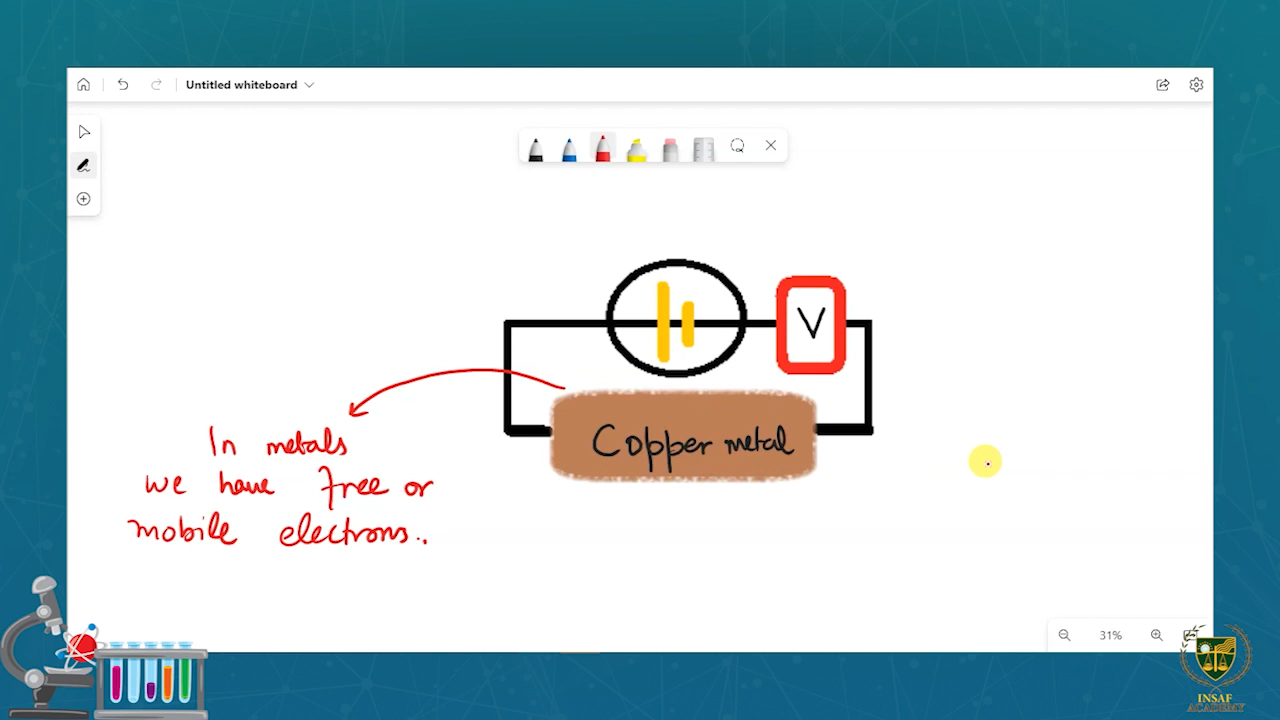 Untitled whiteboard
V
Copper metal
In metals
we have free or
mobile electrons..
31%
INSAF
ACADEMY